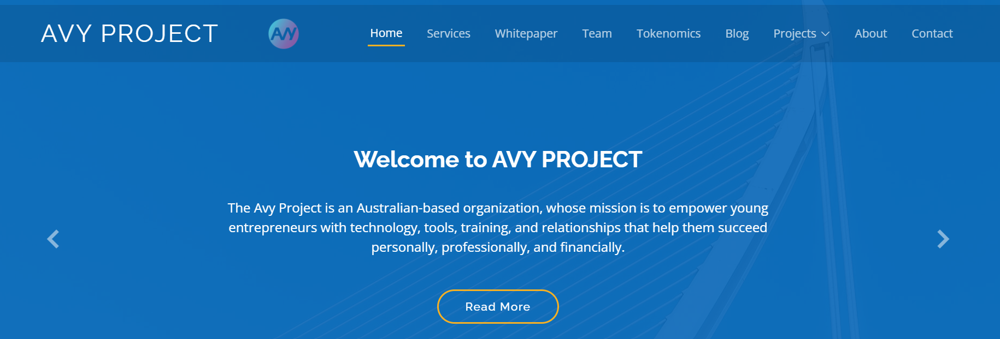 AVY PROJECT
AVY
Home Services Whitepaper Team Tokenomics Blog Projects About Contact
Welcome to AVY PROJECT
The Avy Project is an Australian-based organization, whose mission is to empower young
entrepreneurs with technology, tools, training, and relationships that help them succeed
personally, professionally, and financially.
Read More